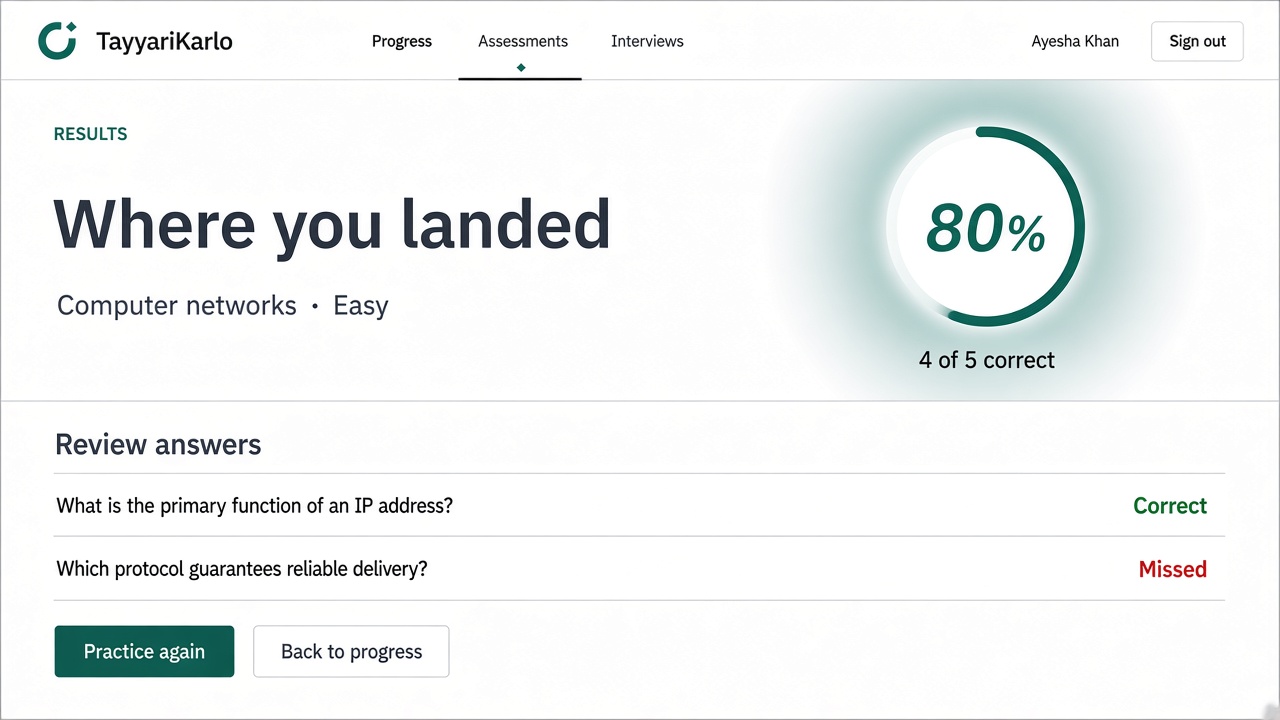 TayyariKarlo
Progress
Assessments
Interviews
Ayesha Khan
Sign out
RESULTS
Where you landed
Computer networks • Easy
80%
4 of 5 correct
Review answers
What is the primary function of an IP address?
Correct
Which protocol guarantees reliable delivery?
Missed
Practice again
Back to progress